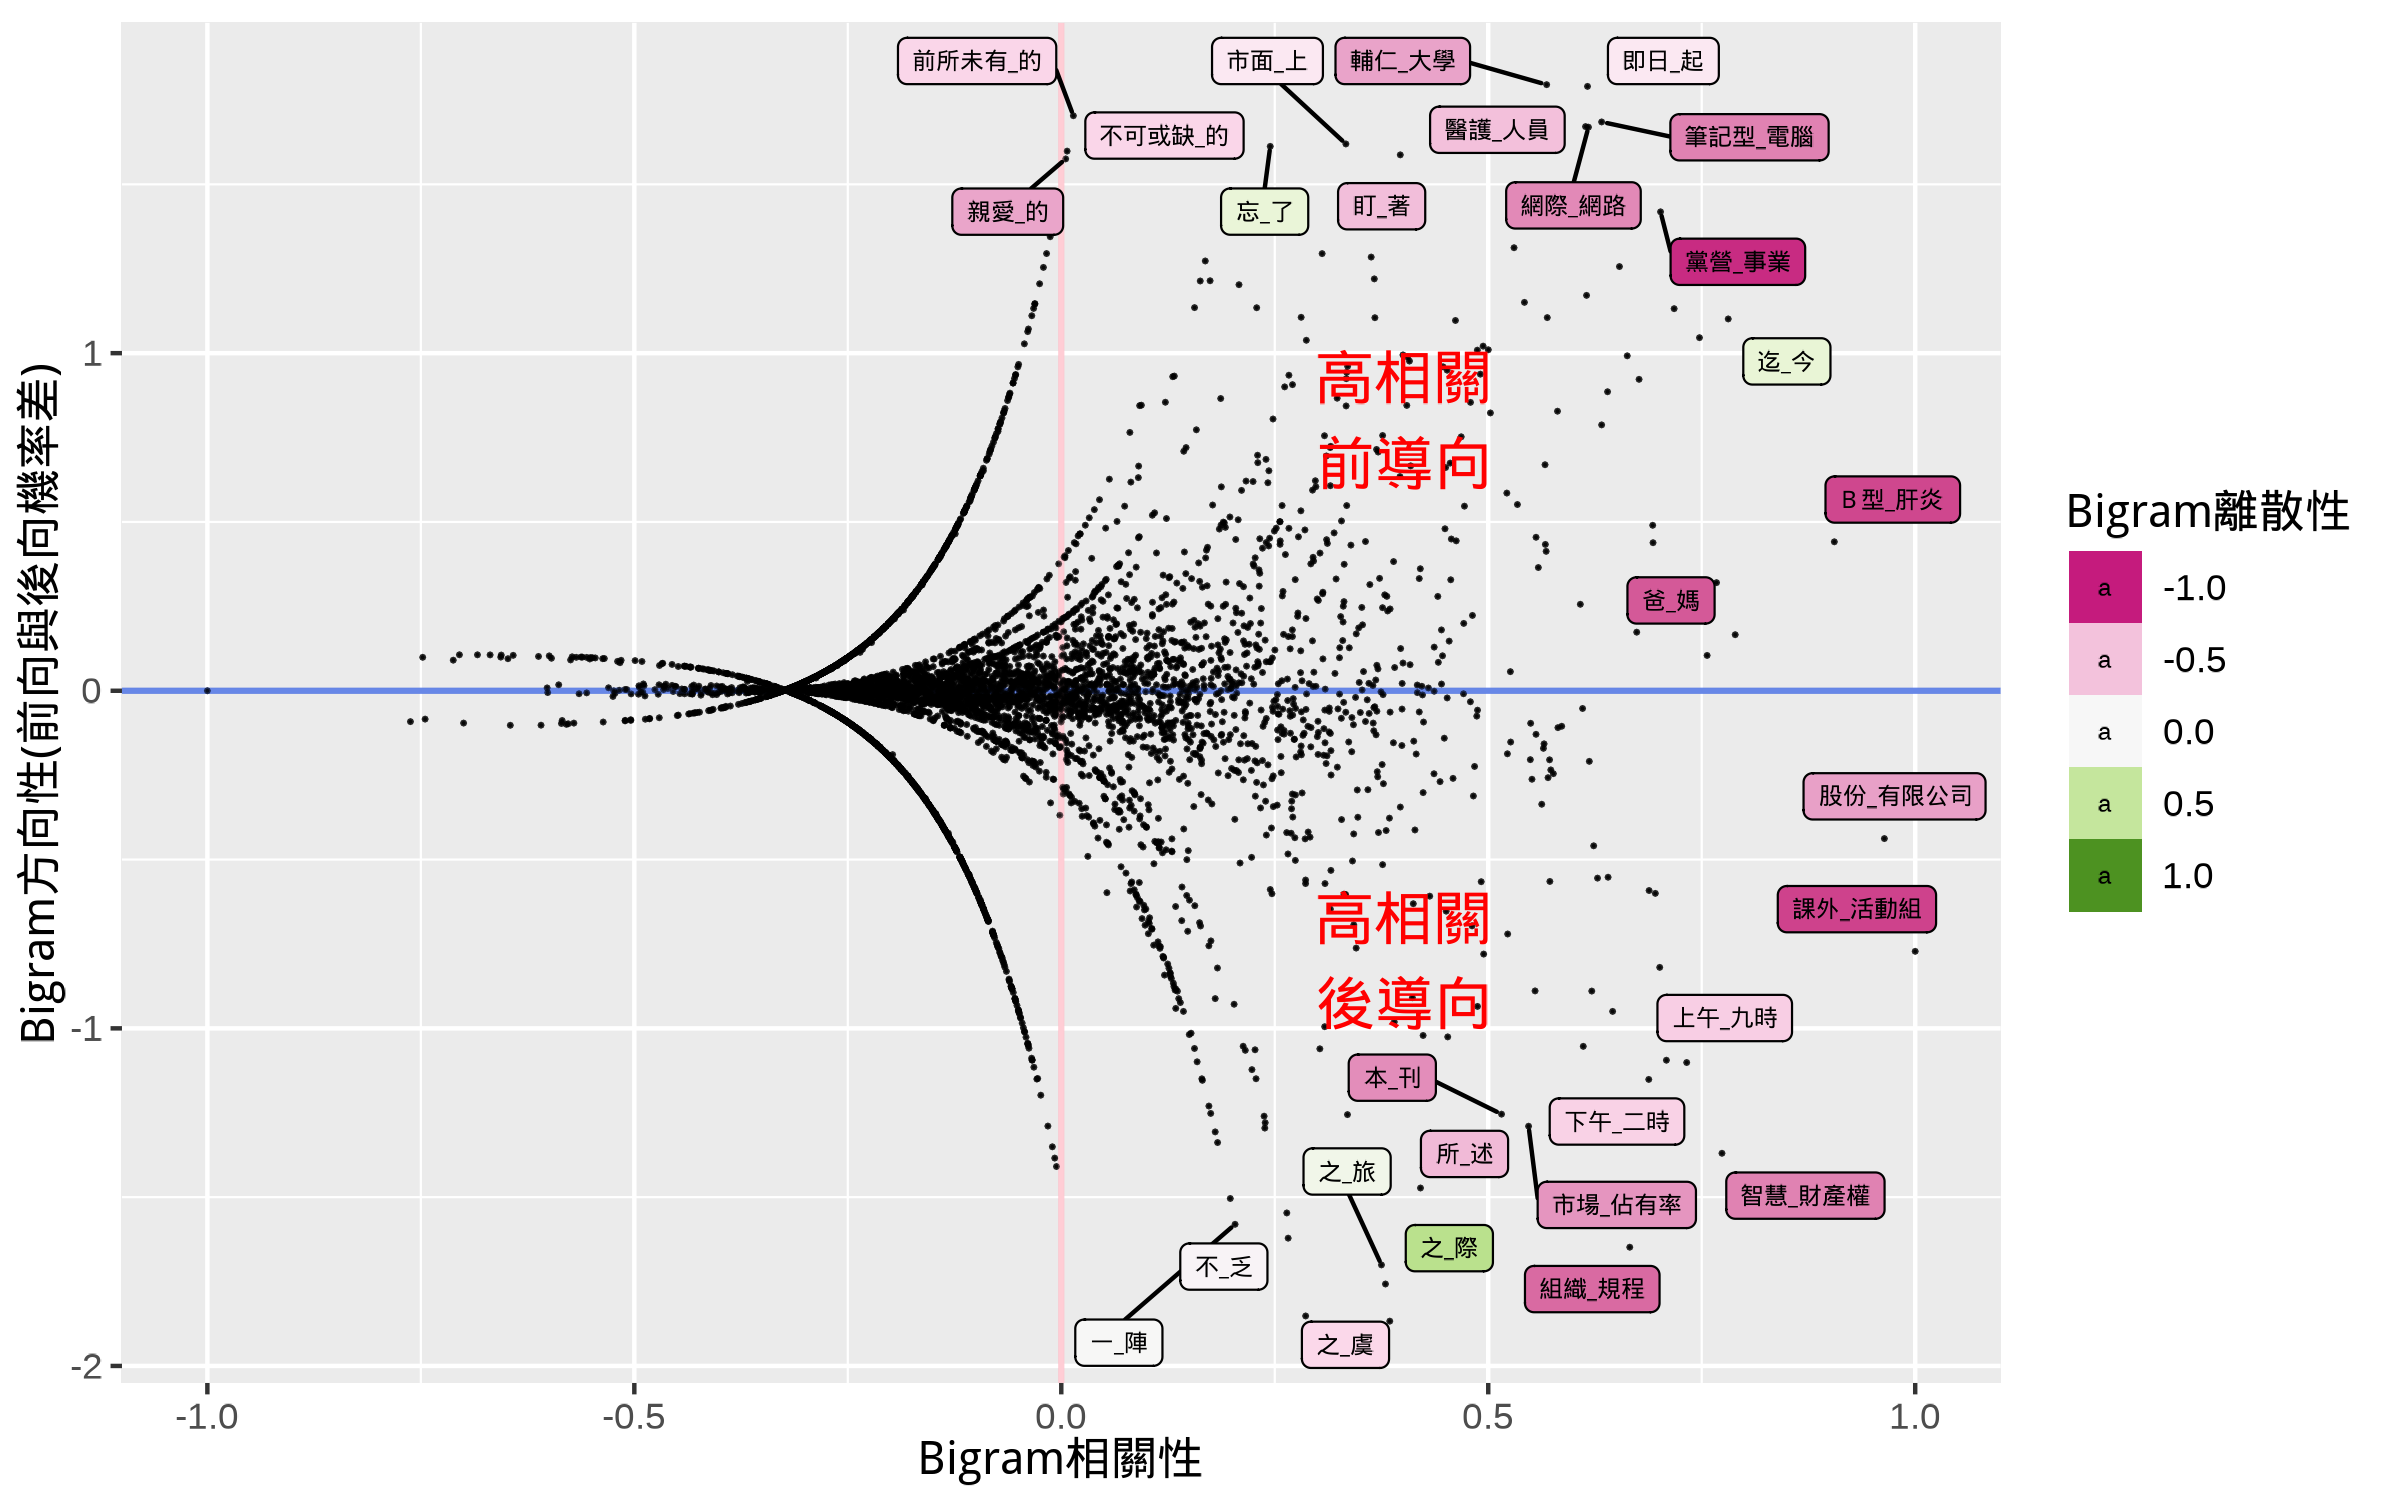 前所未有_的
市面_上
輔仁_大學
即日_起
不可或缺_的
醫護_人員
筆記型_電腦
親愛_的
忘_了
盯_著
網際_網路
黨營_事業
迄_今
高相關
前導向
B型_肝炎
爸_媽
股份_有限公司
課外_活動組
高相關
後導向
上午_九時
本_刊
下午_二時
所_述
之_旅
市場_佔有率
智慧_財產權
之_際
不_乏
組織_規程
一_陣
之_虞
Bigram方向性(前向與後向機率差)
1
0
-1
-2
-1.0
-0.5
0.0
0.5
1.0
Bigram相關性
Bigram離散性
a -1.0
a -0.5
a 0.0
a 0.5
a 1.0